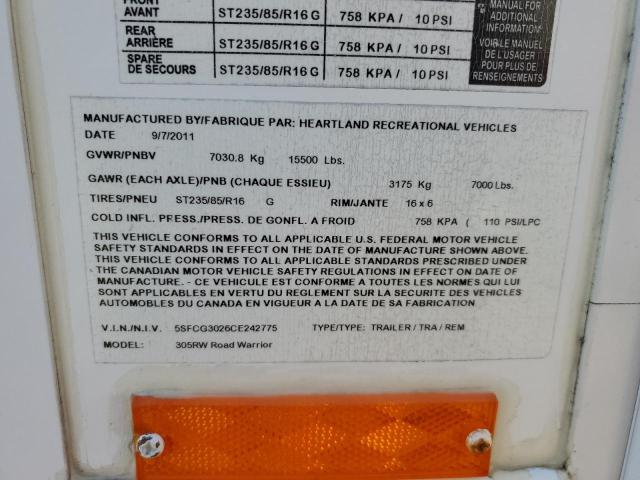 FRONT
AVANT ST235/85/R16 G 758 KPA / 10 PSI
REAR
ARRIÈRE ST235/85/R16 G 758 KPA / 10 PSI
SPARE
DE SECOURS ST235/85/R16 G 758 KPA / 10 PSI
MANUAL FOR
ADDITIONAL
INFORMATION
VOIR LE MANUEL
DE L'USAGER
POUR PLUS DE
RENSEIGNEMENTS
MANUFACTURED BY/FABRIQUE PAR: HEARTLAND RECREATIONAL VEHICLES
DATE 9/7/2011
GVWR/PNBV 7030.8 Kg 15500 Lbs.
GAWR (EACH AXLE)/PNB (CHAQUE ESSIEU) 3175 Kg 7000 Lbs.
TIRES/PNEU ST235/85/R16 G RIM/JANTE 16 x 6
COLD INFL. PRESS./PRESS. DE GONFL A FROID 758 KPA ( 110 PSI/LPC
THIS VEHICLE CONFORMS TO ALL APPLICABLE U.S. FEDERAL MOTOR VEHICLE
SAFETY STANDARDS IN EFFECT ON THE DATE OF MANUFACTURE SHOWN ABOVE.
THIS VEHICLE CONFORMS TO ALL APPLICABLE STANDARDS PRESCRIBED UNDER
THE CANADIAN MOTOR VEHICLE SAFETY REGULATIONS IN EFFECT ON DATE OF
MANUFACTURE. - CE VEHICULE EST CONFORME A TOUTES LES NORMES QUI LUI
SONT APPLICABLES EN VERTU DU REGLEMENT SUR LA SECURITE DES VEHICLES
AUTOMOBILES DU CANADA EN VIGUEUR A LA DATE DE SA FABRICATION
V.I.N./N.I.V. 5SFCG3026CE242775 TYPE/TYPE: TRAILER / TRA / REM
MODEL: 305RW Road Warrior